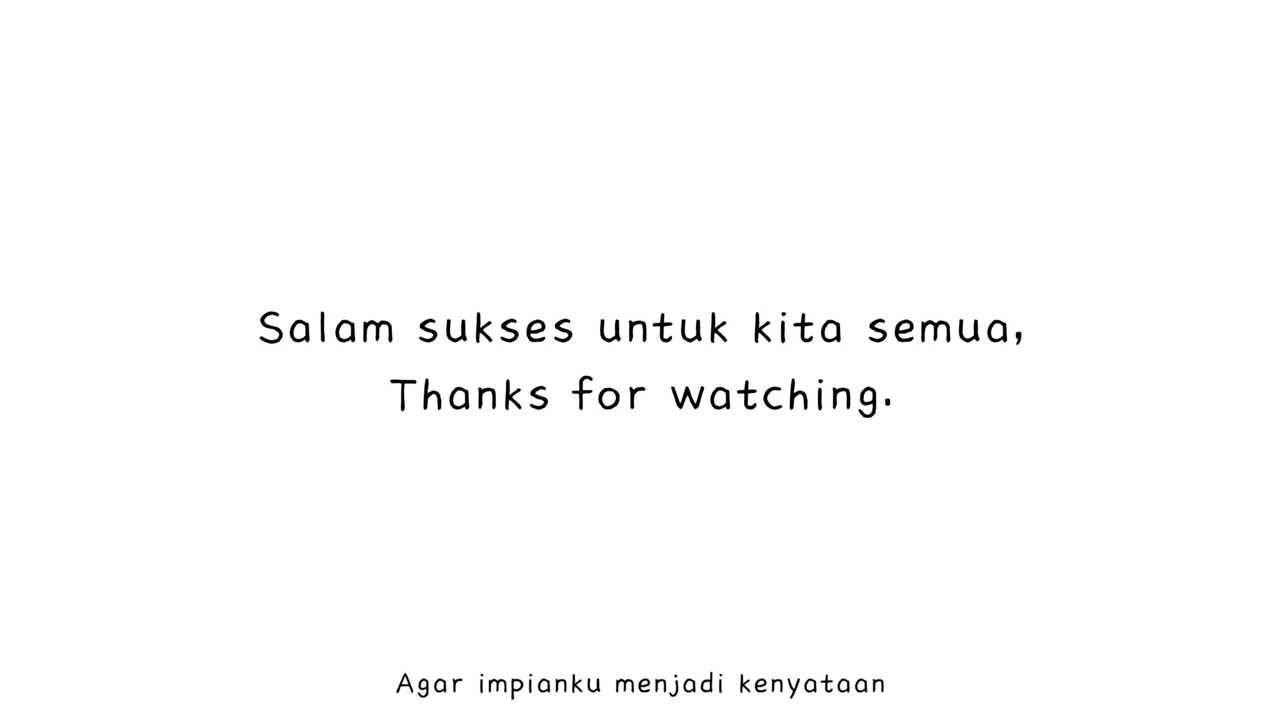 Salam sukses untuk kita semua,
Thanks for watching.
Agar impianku menjadi kenyataan